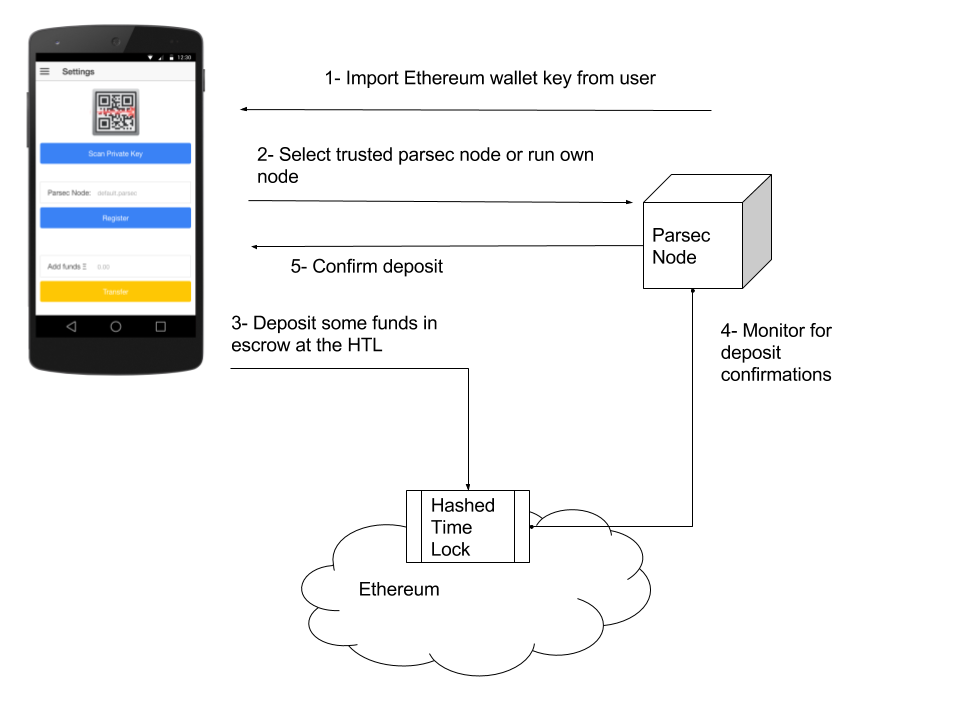 12:30
Settings
Scan Private Key
Parsec Node: default.parsec
Register
Add funds Ξ 0.00
Transfer
1- Import Ethereum wallet key from user
2- Select trusted parsec node or run own
node
Parsec
Node
5- Confirm deposit
3- Deposit some funds in
escrow at the HTL
4- Monitor for
deposit
confirmations
Hashed
Time
Lock
Ethereum